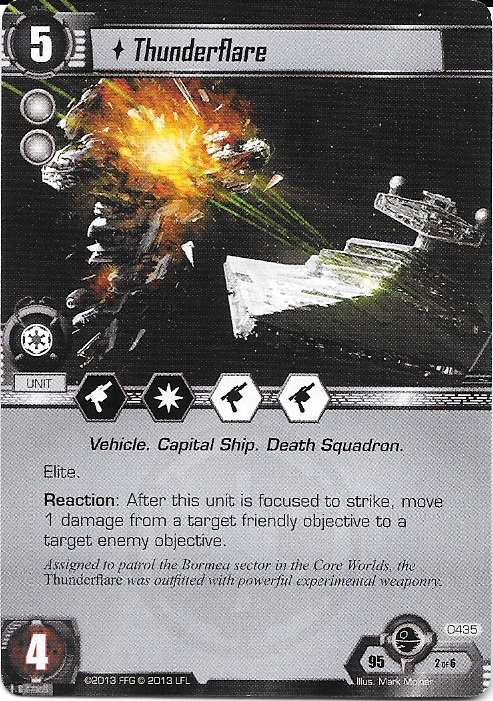 5
Thunderflare
UNIT
Vehicle. Capital Ship. Death Squadron.
Elite.
Reaction: After this unit is focused to strike, move
1 damage from a target friendly objective to a
target enemy objective.
Assigned to patrol the Bormea sector in the Core Worlds, the
Thunderflare was outfitted with powerful experimental weaponry.
4
0435
95 2 OF 6
©2013 FFG © 2013 LFL Illus. Mark Molnar